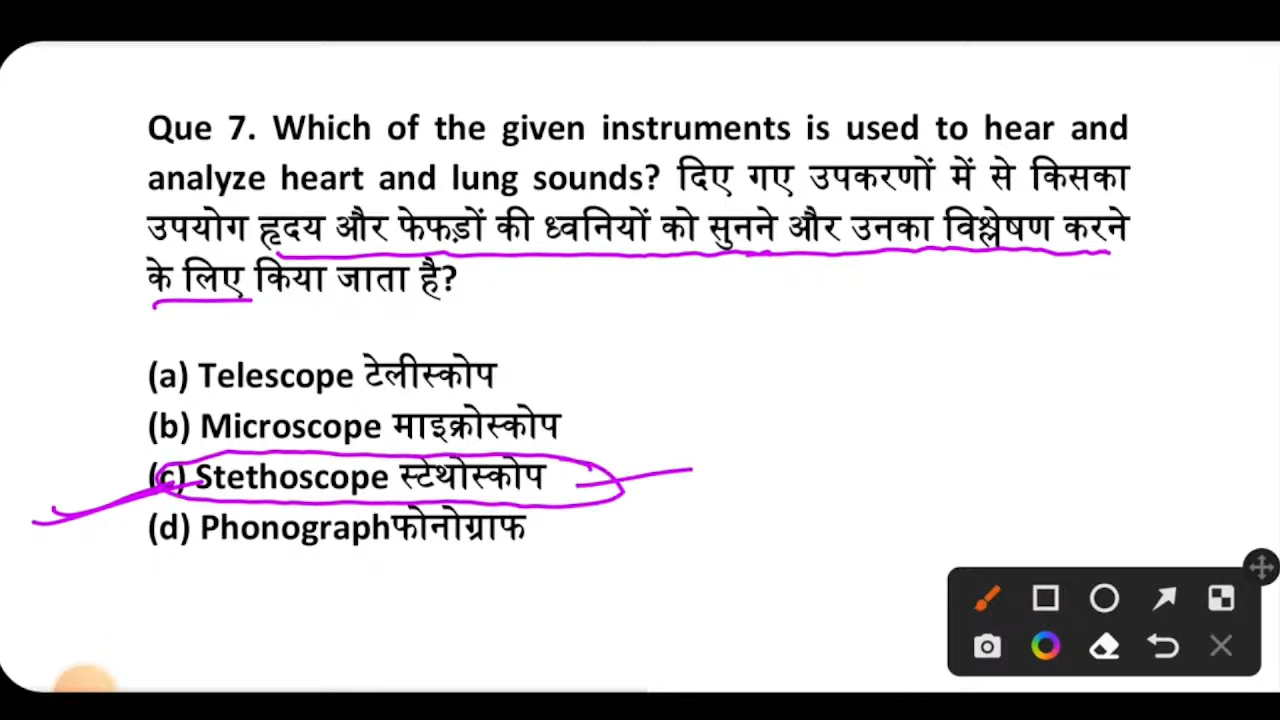 Que 7. Which of the given instruments is used to hear and
analyze heart and lung sounds? दिए गए उपकरणों में से किसका
उपयोग हृदय और फेफड़ों की ध्वनियों को सुनने और उनका विश्लेषण करने
के लिए किया जाता है?
(a) Telescope टेलीस्कोप
(b) Microscope माइक्रोस्कोप
(c) Stethoscope स्टेथोस्कोप
(d) Phonographफोनोग्राफ